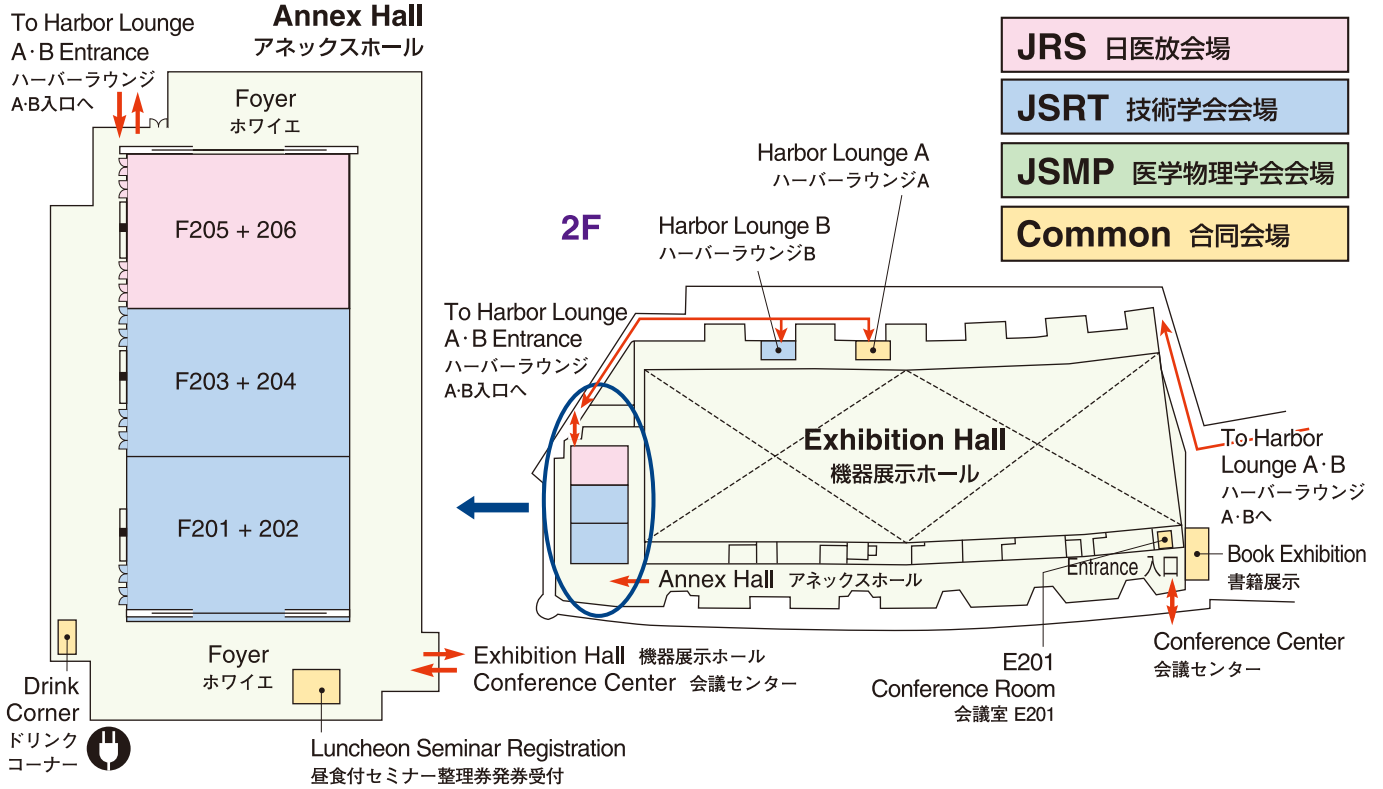 To Harbor Lounge
A・B Entrance
ハーバーラウンジ
A・B入口へ
Annex Hall
アネックスホール
Foyer
ホワイエ
F205 + 206
F203 + 204
F201 + 202
Foyer
ホワイエ
Drink
Corner
ドリンク
コーナー
Luncheon Seminar Registration
昼食付セミナー整理券発券受付
Exhibition Hall 機器展示ホール
Conference Center 会議センター
JRS 日医放会場
JSRT 技術学会会場
JSMP 医学物理学会会場
Common 合同会場
2F
Harbor Lounge A
ハーバーラウンジA
Harbor Lounge B
ハーバーラウンジB
To Harbor Lounge
A・B Entrance
ハーバーラウンジ
A・B入口へ
Exhibition Hall
機器展示ホール
To Harbor
Lounge A・B
ハーバーラウンジ
A・Bへ
Annex Hall アネックスホール
Entrance 入口
Book Exhibition
書籍展示
Conference Center
会議センター
E201
Conference Room
会議室 E201